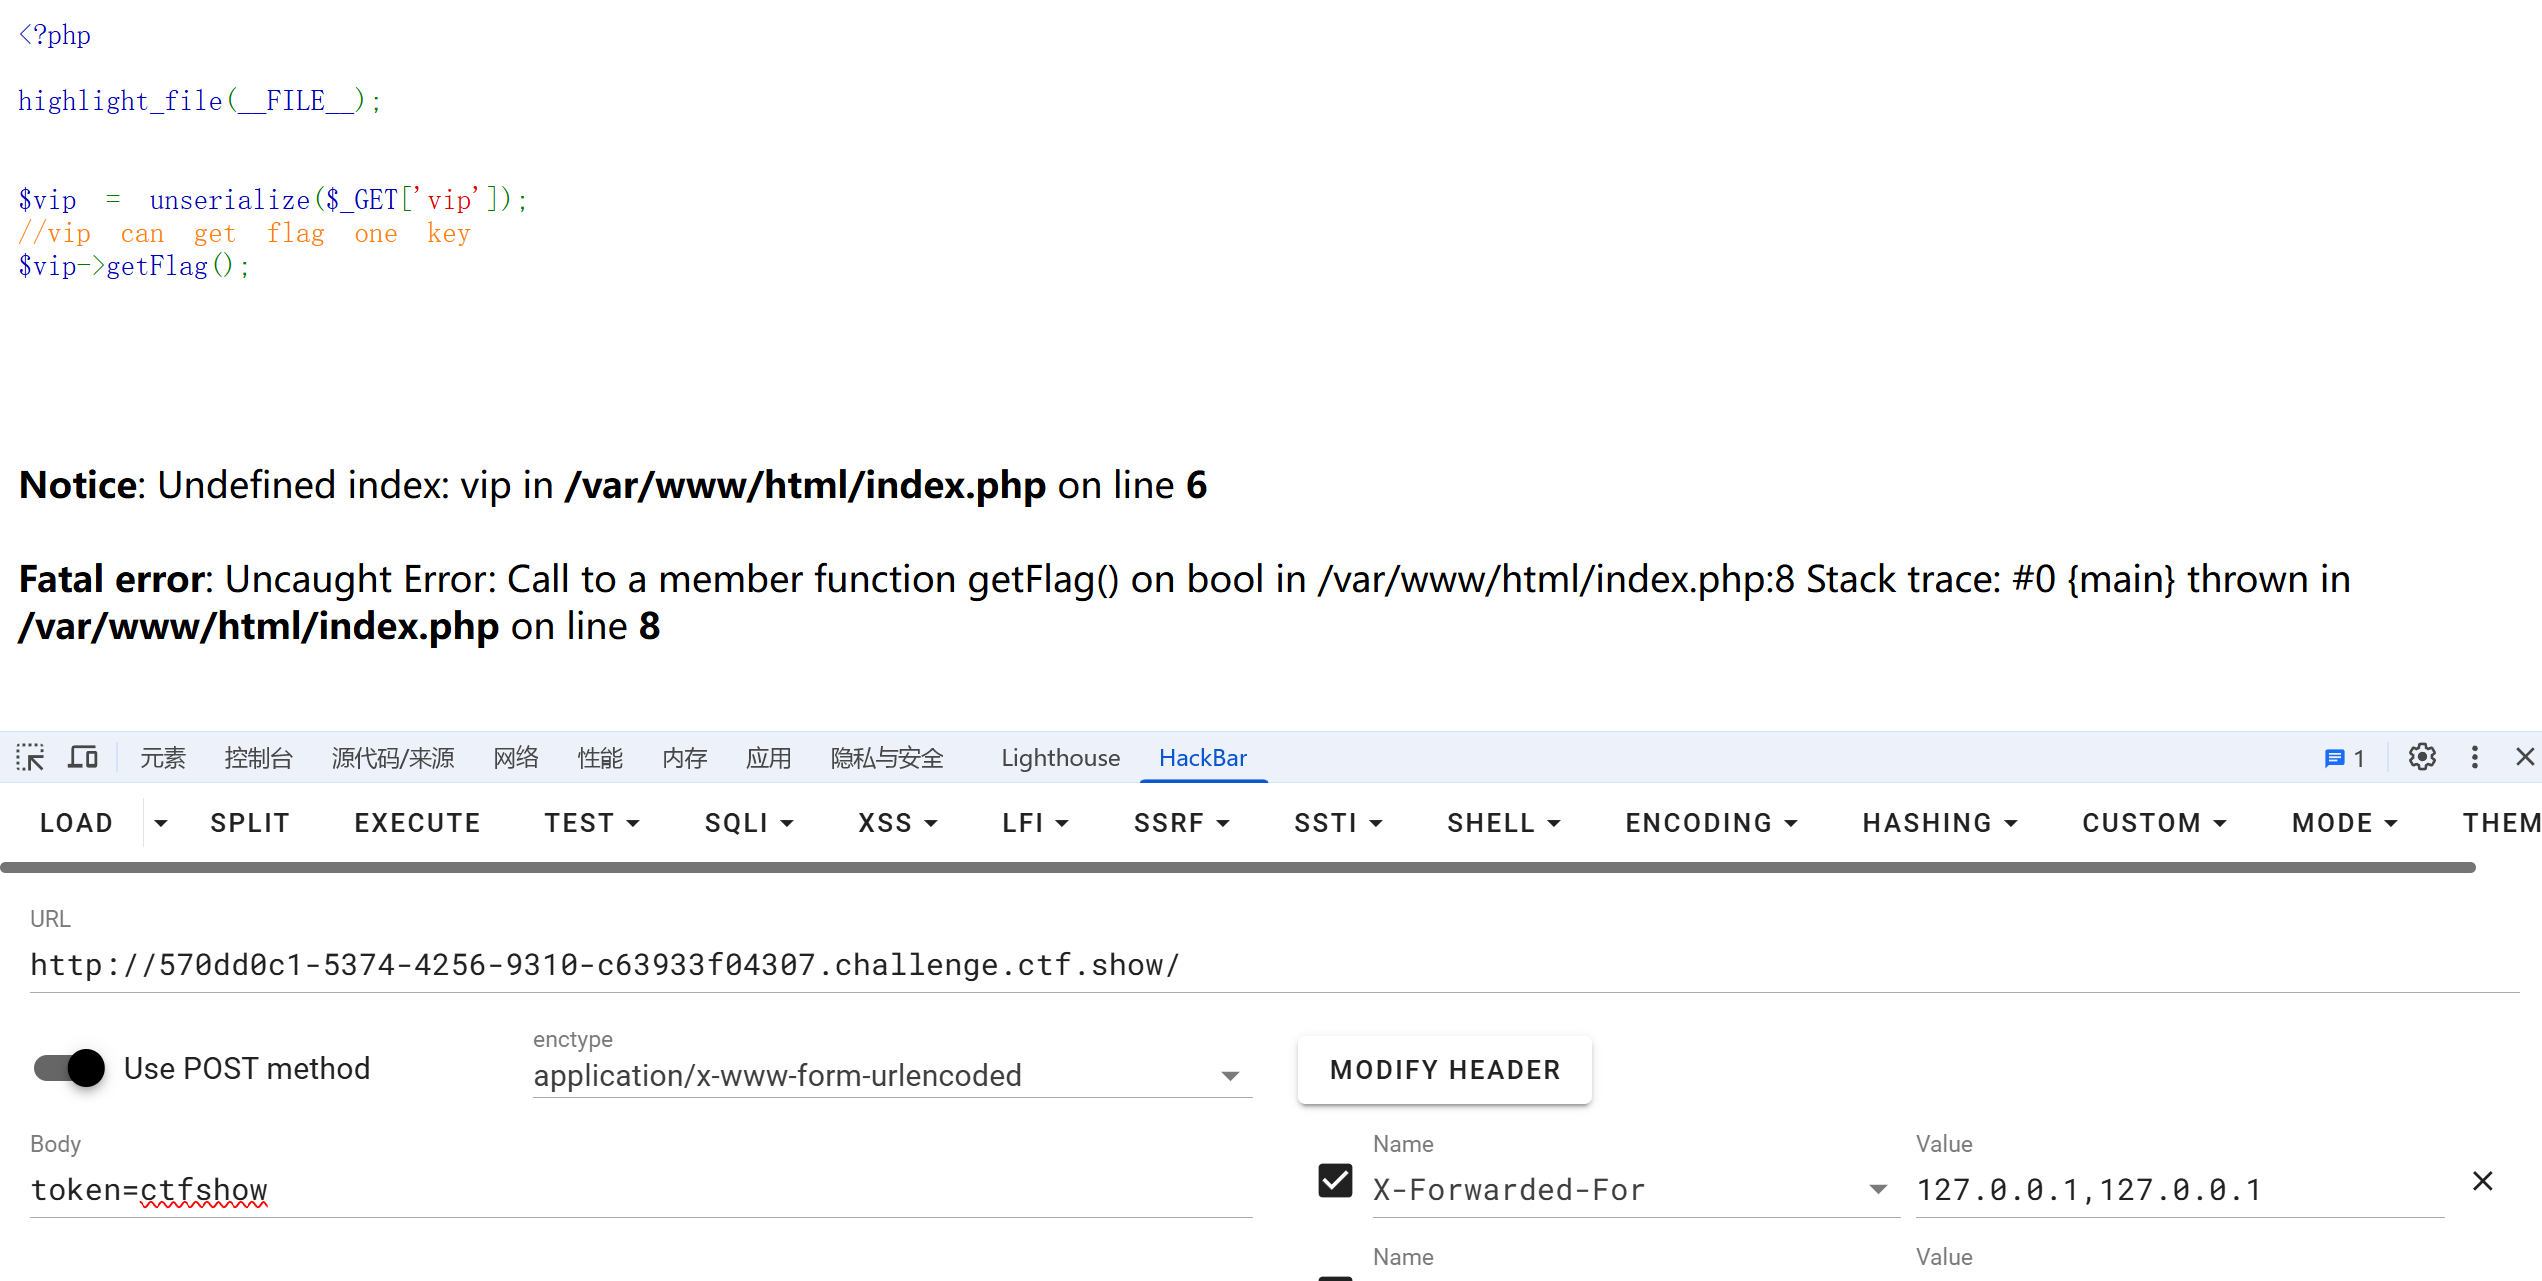 <?php
highlight_file(__FILE__);
$vip = unserialize($_GET['vip']);
//vip can get flag one key
$vip->getFlag();
Notice: Undefined index: vip in /var/www/html/index.php on line 6
Fatal error: Uncaught Error: Call to a member function getFlag() on bool in /var/www/html/index.php:8 Stack trace: #0 {main} thrown in
/var/www/html/index.php on line 8
元素 控制台 源代码/来源 网络 性能 内存 应用 隐私与安全 Lighthouse HackBar 1
LOAD SPLIT EXECUTE TEST SQLI XSS LFI SSRF SSTI SHELL ENCODING HASHING CUSTOM MODE THEM
URL
http://570dd0c1-5374-4256-9310-c63933f04307.challenge.ctf.show/
Use POST method
enctype
application/x-www-form-urlencoded
MODIFY HEADER
Body
token=ctfshow
Name
X-Forwarded-For
Value
127.0.0.1,127.0.0.1
Name
Value